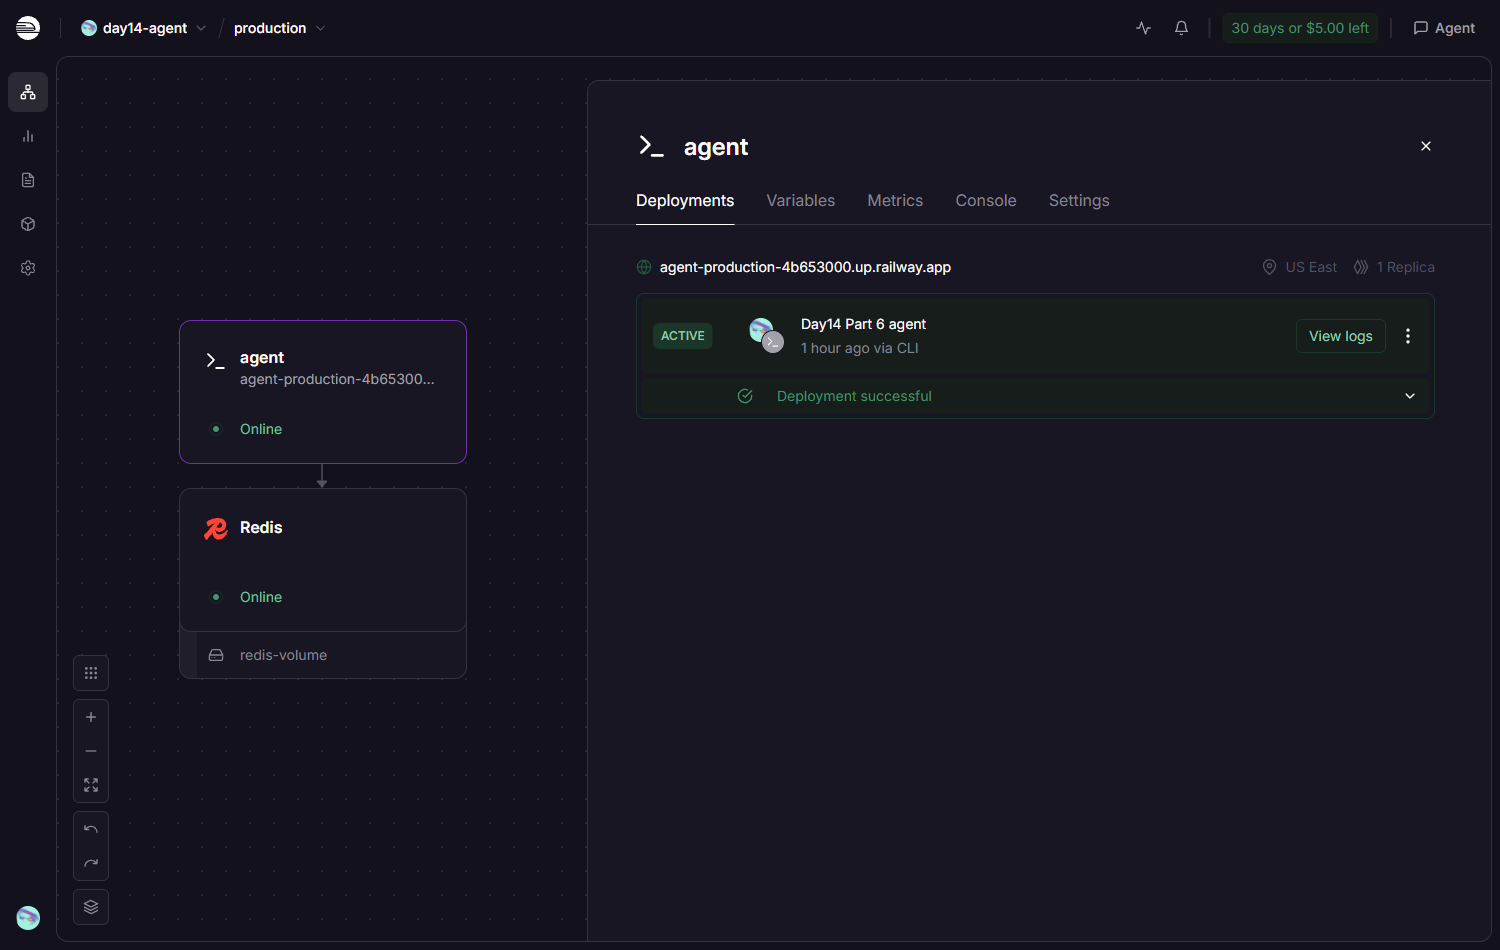 day14-agent
production
30 days or $5.00 left
Agent
agent
Deployments
Variables
Metrics
Console
Settings
agent-production-4b653000.up.railway.app
US East
1 Replica
ACTIVE
Day14 Part 6 agent
1 hour ago via CLI
View logs
Deployment successful
agent
agent-production-4b65300...
Online
Redis
Online
redis-volume